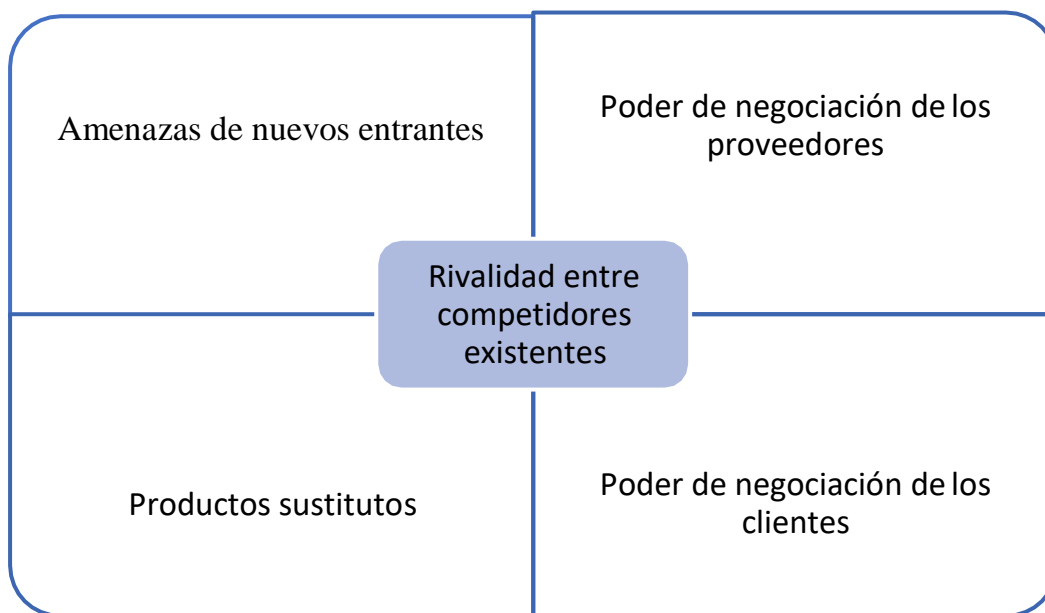 Amenazas de nuevos entrantes
Poder de negociación de los
proveedores
Rivalidad entre
competidores
existentes
Productos sustitutos
Poder de negociación de los
clientes